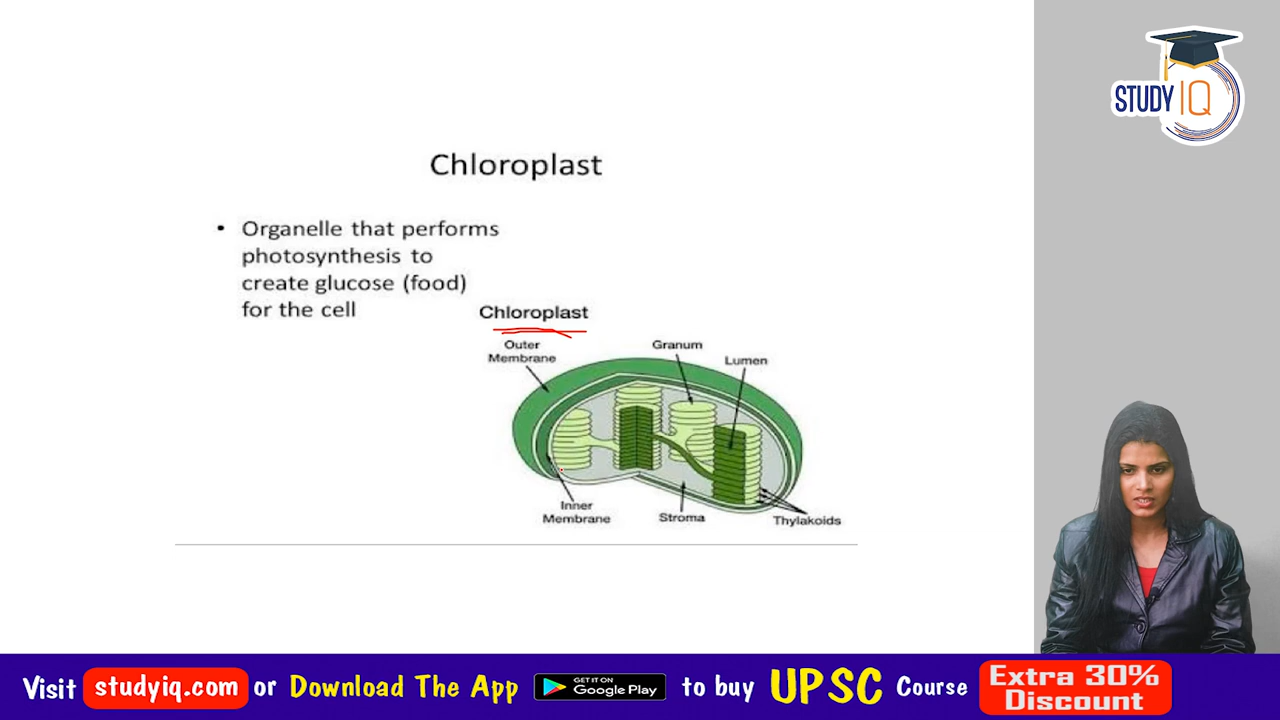 STUDY IQ
Chloroplast
• Organelle that performs
photosynthesis to
create glucose (food)
for the cell
Chloroplast
Outer
Membrane
Granum
Lumen
Inner
Membrane
Stroma
Thylakoids
Visit studyiq.com or Download The App GET IT ON Google Play to buy UPSC Course Extra 30% Discount